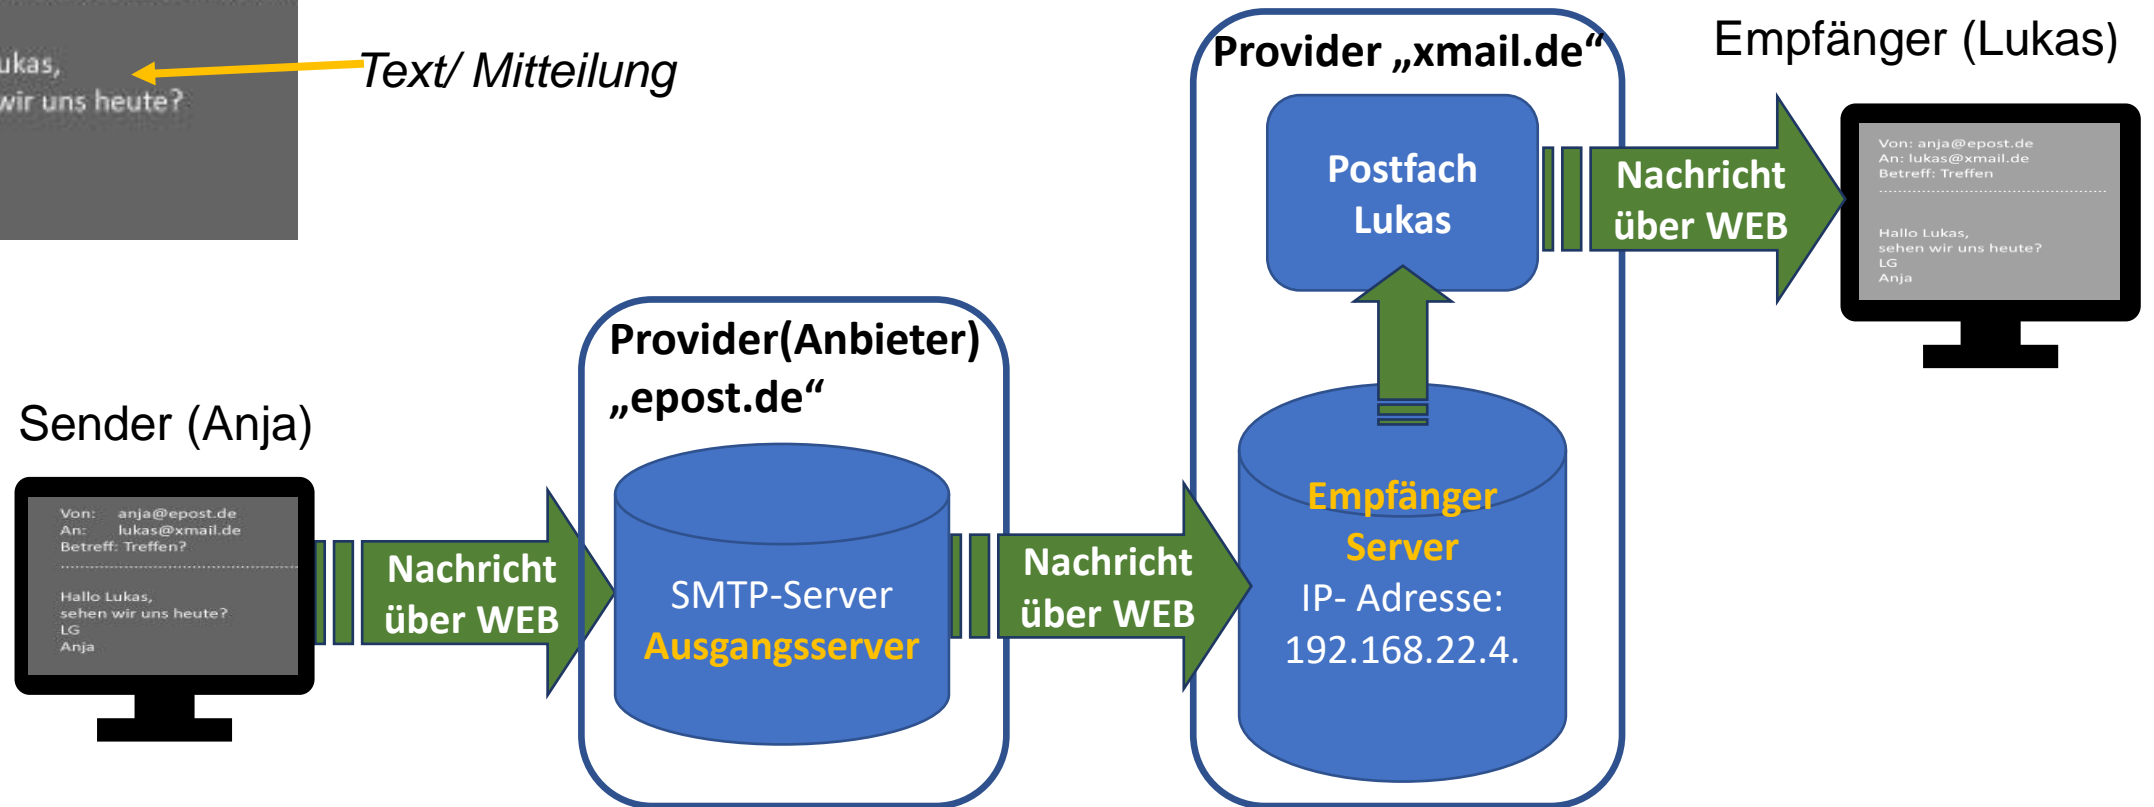 ukas,
wir uns heute?
Text/ Mitteilung
Sender (Anja)
Von: anja@epost.de
An: lukas@xmail.de
Betreff: Treffen?
Hallo Lukas,
sehen wir uns heute?
LG
Anja
Nachricht
über WEB
Provider(Anbieter)
„epost.de“
SMTP-Server
Ausgangsserver
Nachricht
über WEB
Provider „xmail.de“
Empfänger
Server
IP- Adresse:
192.168.22.4.
Postfach
Lukas
Nachricht
über WEB
Empfänger (Lukas)
Von: anja@epost.de
An: lukas@xmail.de
Betreff: Treffen
Hallo Lukas,
sehen wir uns heute?
LG
Anja